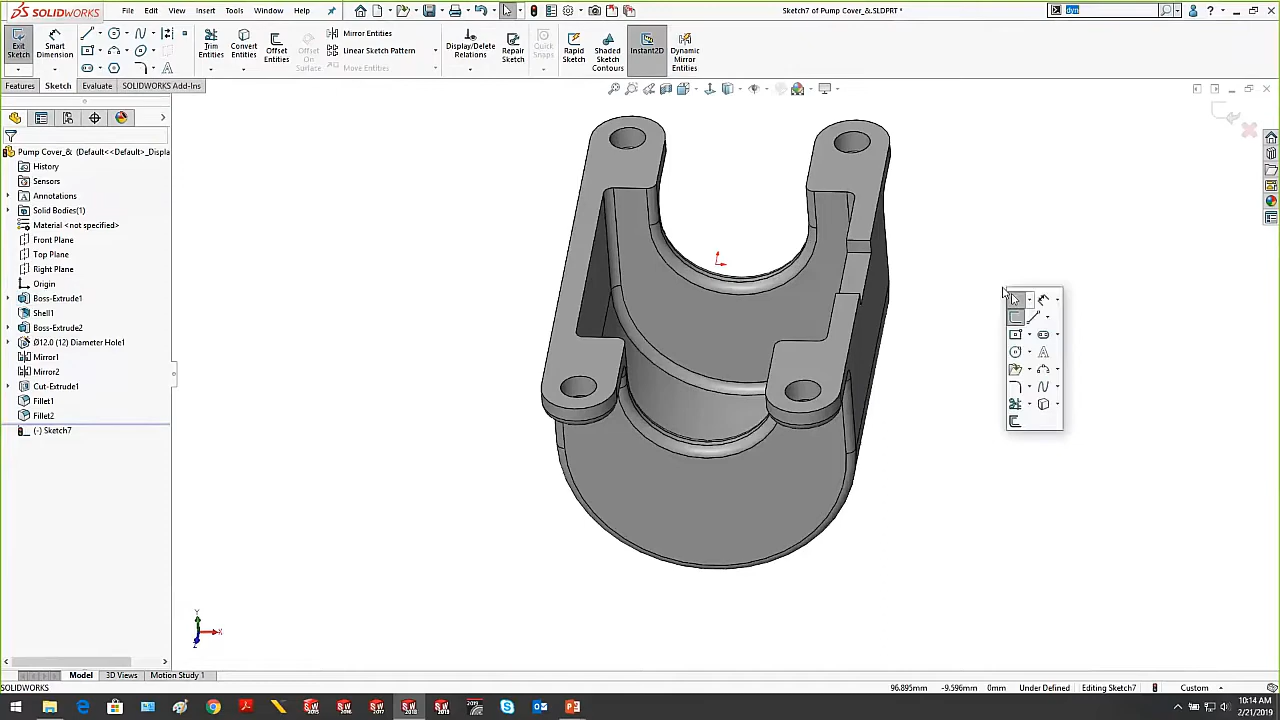 SOLIDWORKS File Edit View Insert Tools Window Help Sketch7 of Pump Cover_&.SLDPRT * dyn
Exit Sketch
Smart Dimension
Trim Entities
Convert Entities
Offset Entities
Offset On Surface
Mirror Entities
Linear Sketch Pattern
Move Entities
Display/Delete Relations
Repair Sketch
Quick Snaps
Rapid Sketch
Shaded Sketch Contours
Instant2D
Dynamic Mirror Entities
Features Sketch Evaluate SOLIDWORKS Add-Ins
Pump Cover_& (Default<<Default>_Displa
History
Sensors
Annotations
Solid Bodies(1)
Material <not specified>
Front Plane
Top Plane
Right Plane
Origin
Boss-Extrude1
Shell1
Boss-Extrude2
Ø12.0 (12) Diameter Hole1
Mirror1
Mirror2
Cut-Extrude1
Fillet1
Fillet2
(-) Sketch7
Y
X
Z
Model 3D Views Motion Study 1
SOLIDWORKS 96.895mm -9.596mm 0mm Under Defined Editing Sketch7 Custom
10:14 AM
2/21/2019